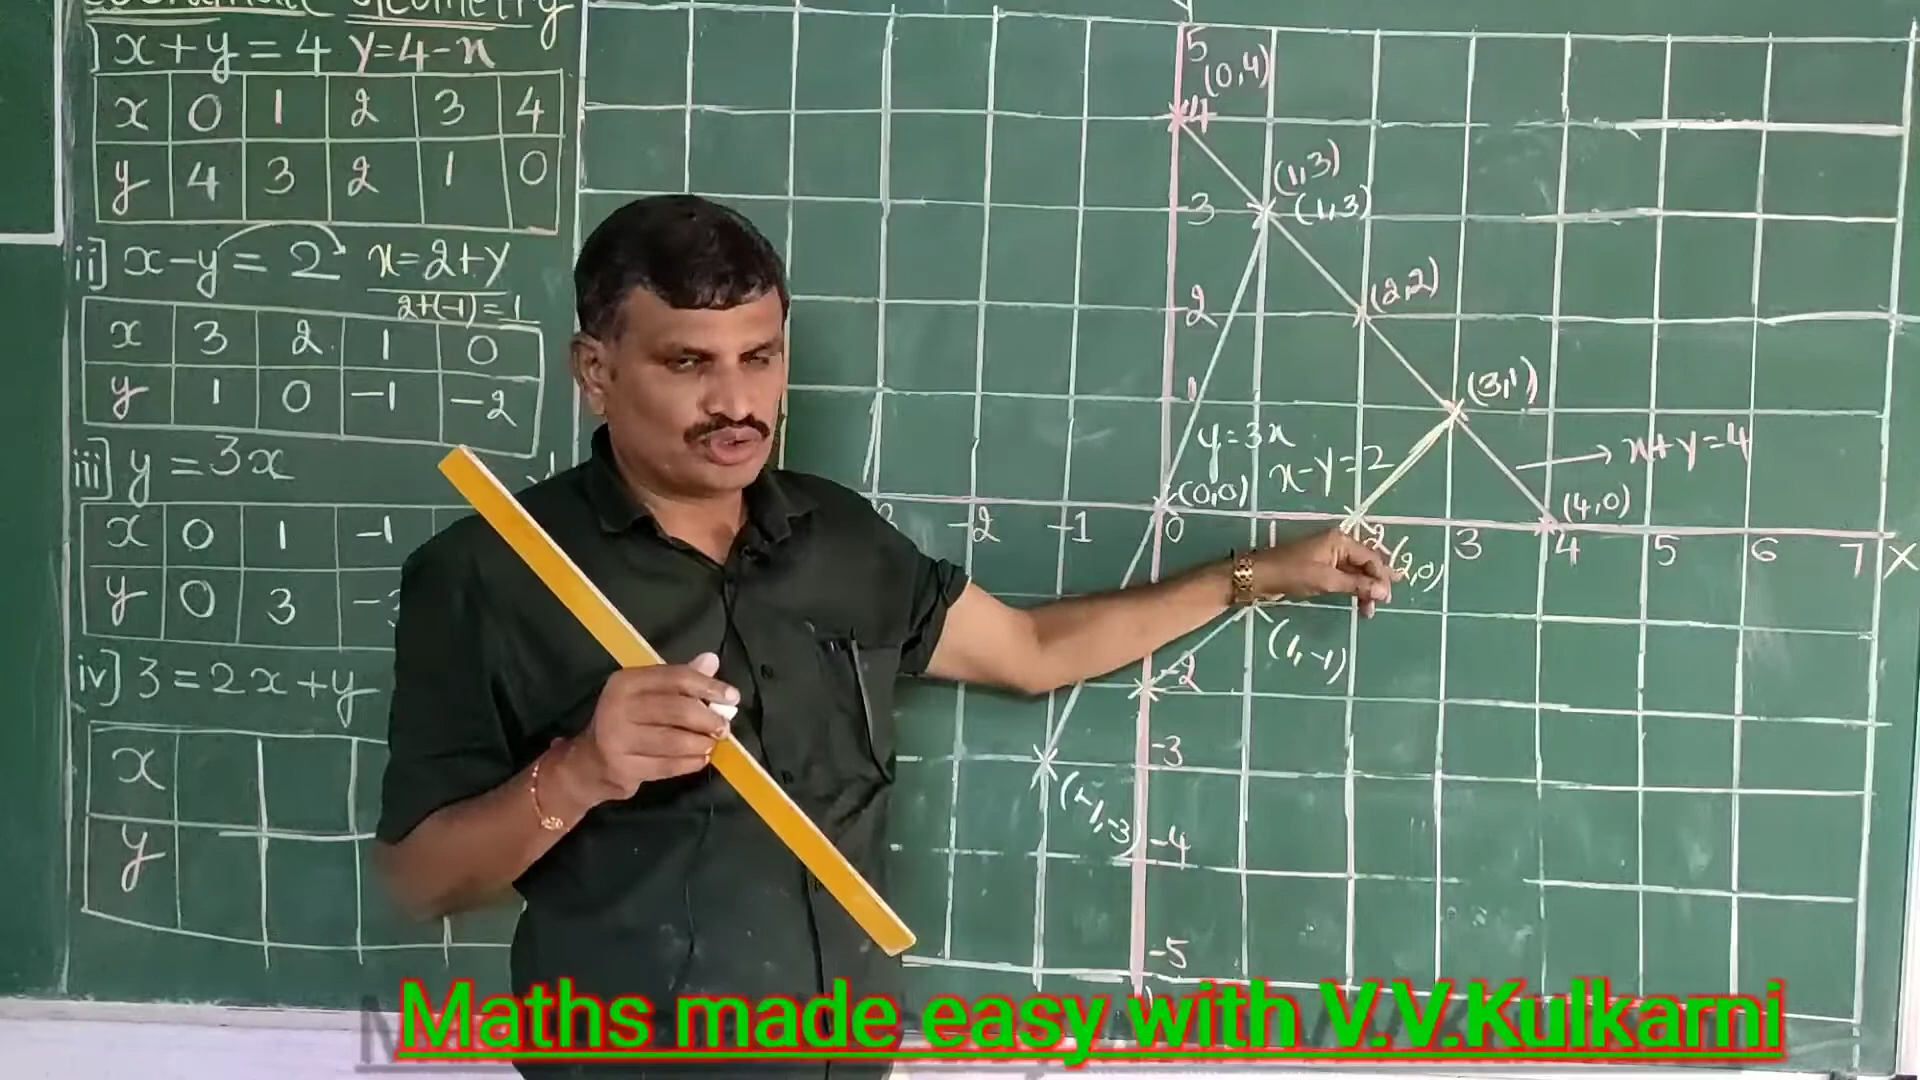 coordinate geometry
i] x+y=4 y=4-x
x 0 1 2 3 4
y 4 3 2 1 0
ii] x-y=2 x=2+y
2+(-1)=1
x 3 2 1 0
y 1 0 -1 -2
iii] y=3x
x 0 1 -1
y 0 3
iv] 3=2x+y
x
y
5
(0,4)
4
(1,3)
3 (1,3)
2 (2,2)
1 (3,1)
y=3x
x-y=2
x+y=4
(0,0)
(4,0)
-2 -1 0 1 2 3 4 5 6 7 X
(2,0)
(1,-1)
-2
-3
(-1,-3)
-4
-5
Maths made easy with V.V.Kulkarni